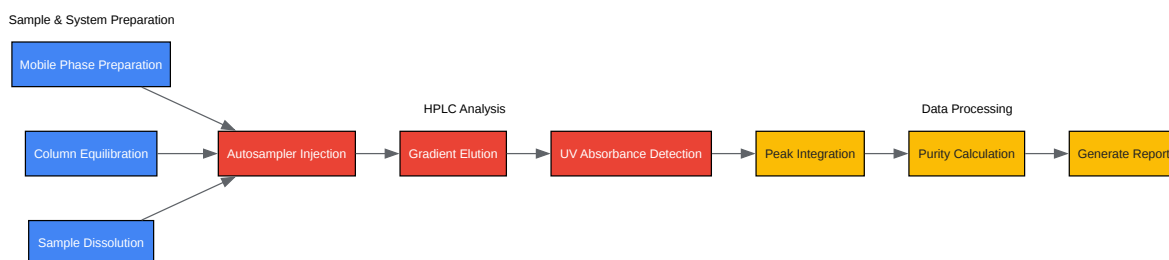 Sample & System Preparation
Mobile Phase Preparation
HPLC Analysis
Data Processing
Column Equilibration
Autosampler Injection
Gradient Elution
UV Absorbance Detection
Peak Integration
Purity Calculation
Generate Report
Sample Dissolution